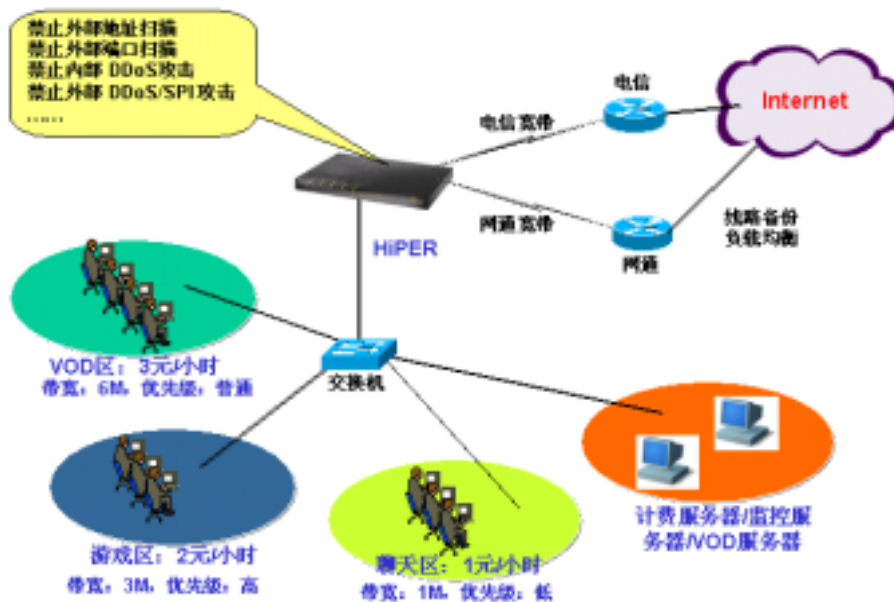 禁止外部地址扫描
禁止外部端口扫描
禁止内部 DDoS攻击
禁止外部 DDoS/SPI攻击
......
电信
Internet
电信宽带
网通宽带
线路备份
负载均衡
HiPER
网通
VOD区：3元/小时
带宽：6M，优先级：普通
交换机
游戏区：2元/小时
带宽：3M，优先级：高
聊天区：1元/小时
带宽：1M，优先级：低
计费服务器/监控服
务器/VOD服务器